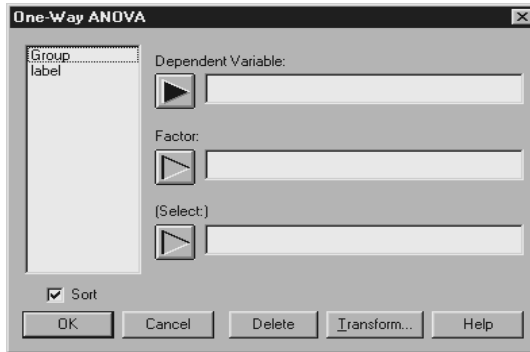 One-Way ANOVA
Group
label
Dependent Variable:
Factor:
(Select:)
Sort
OK Cancel Delete Transform... Help